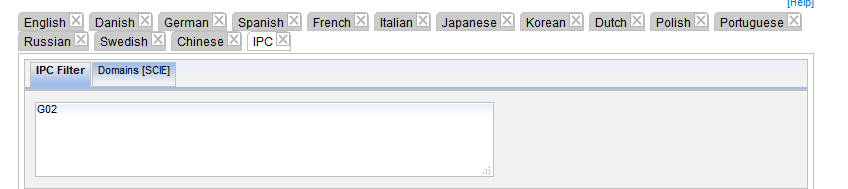 [Help]
English Danish German Spanish French Italian Japanese Korean Dutch Polish Portuguese
Russian Swedish Chinese IPC
IPC Filter Domains [SCIE]
G02